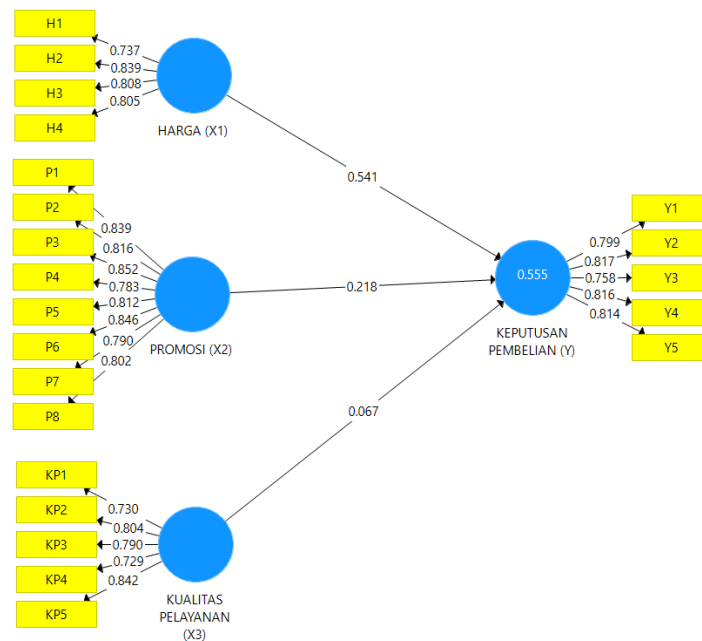 H1
H2
H3
H4
0.737
0.839
0.808
0.805
HARGA (X1)
0.541
P1
P2
P3
P4
P5
P6
P7
P8
0.839
0.816
0.852
0.783
0.812
0.846
0.790
0.802
PROMOSI (X2)
0.218
KP1
KP2
KP3
KP4
KP5
0.730
0.804
0.790
0.729
0.842
KUALITAS
PELAYANAN
(X3)
0.067
0.555
KEPUTUSAN
PEMBELIAN (Y)
0.799
0.817
0.758
0.816
0.814
Y1
Y2
Y3
Y4
Y5